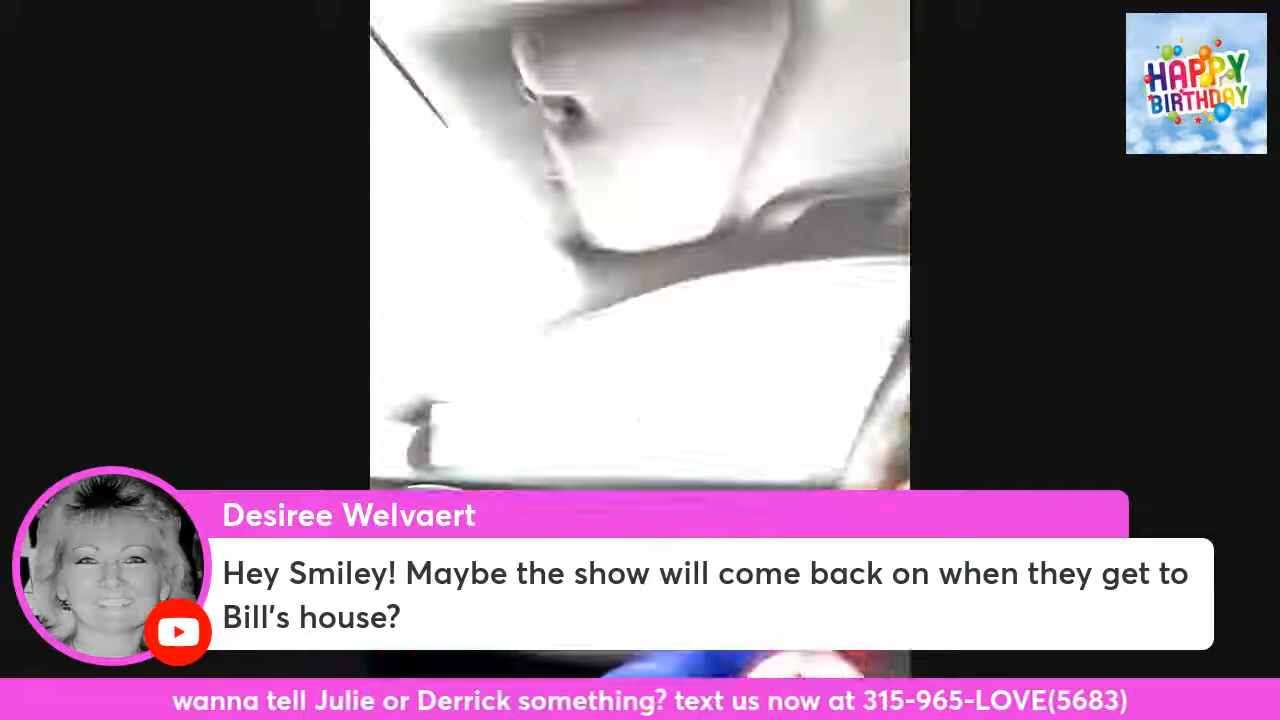 HAPPY
BIRTHDAY
Desiree Welvaert
Hey Smiley! Maybe the show will come back on when they get to
Bill's house?
wanna tell Julie or Derrick something? text us now at 315-965-LOVE(5683)